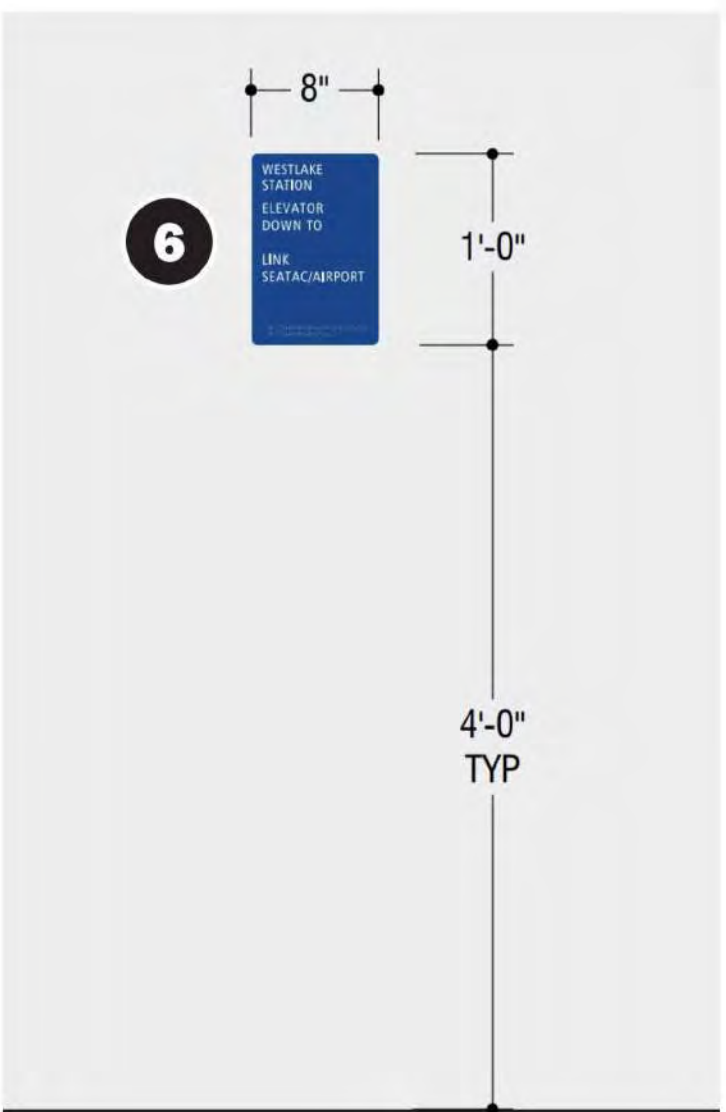 8"
WESTLAKE
STATION
ELEVATOR
DOWN TO
LINK
SEATAC/AIRPORT
6
1'-0"
4'-0"
TYP